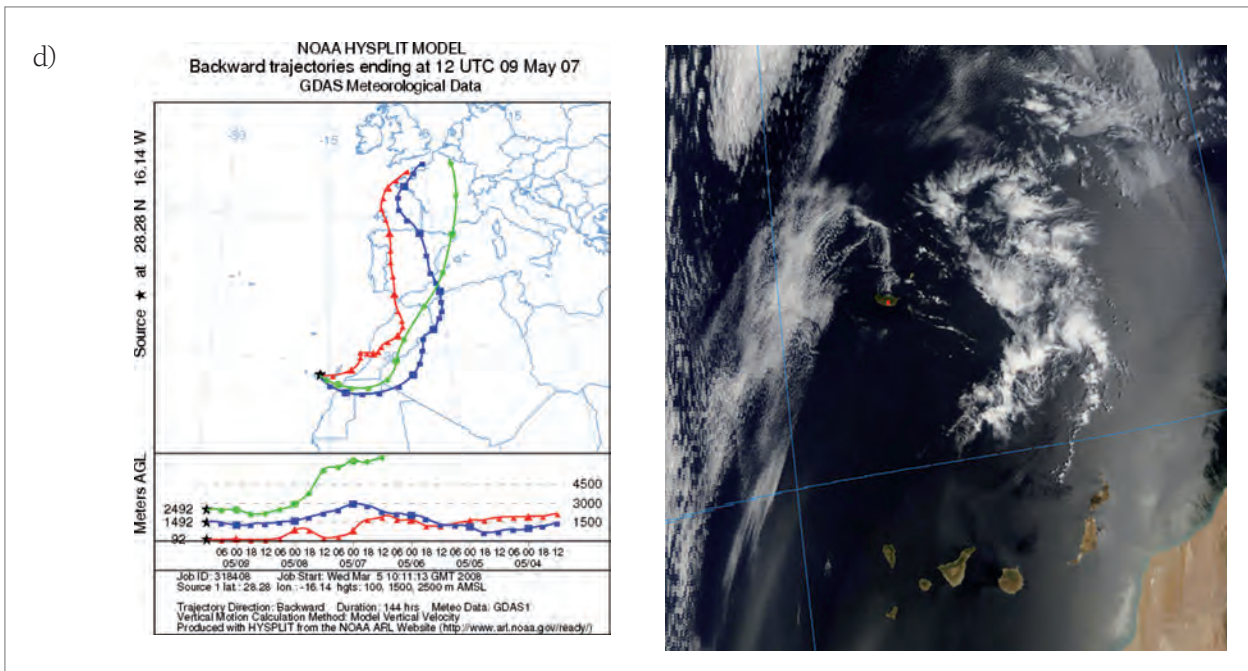 d)
NOAA HYSPLIT MODEL
Backward trajectories ending at 12 UTC 09 May 07
GDAS Meteorological Data
Source ★ at 28.28 N 16.14 W
-15
15
Meters AGL
4500
3000
1500
2492
1492
92
06 00 18 12 06 00 18 12 06 00 18 12 06 00 18 12 06 00 18 12 06 00 18 12
05/09 05/08 05/07 05/06 05/05 05/04
Job ID: 318408 Job Start: Wed Mar 5 10:11:13 GMT 2008
Source 1 lat.: 28.28 lon.: -16.14 hgts: 100, 1500, 2500 m AMSL
Trajectory Direction: Backward Duration: 144 hrs Meteo Data: GDAS1
Vertical Motion Calculation Method: Model Vertical Velocity
Produced with HYSPLIT from the NOAA ARL Website (http://www.arl.noaa.gov/ready/)